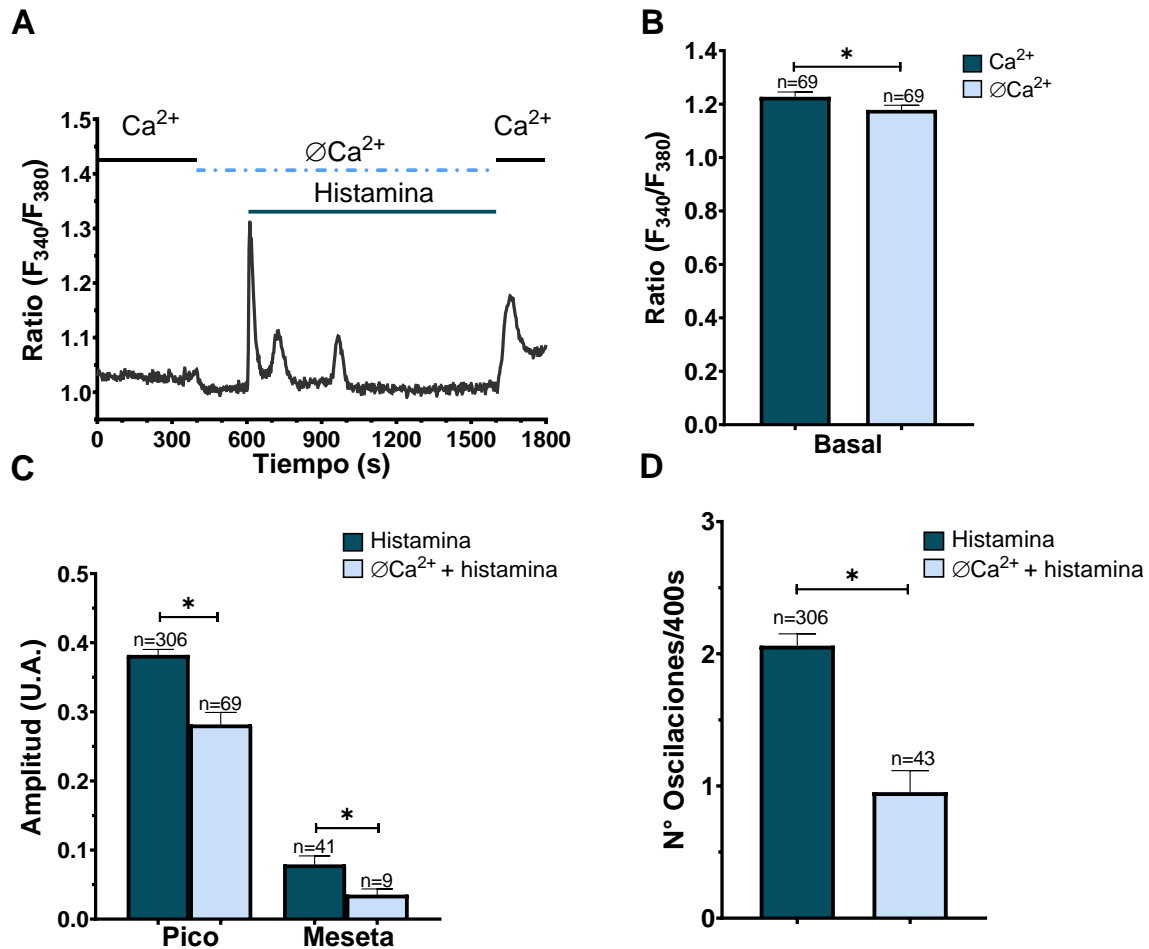 A
Ca²⁺
∅Ca²⁺
Ca²⁺
Histamina
Ratio (F₃₄₀/F₃₈₀)
1.5
1.4
1.3
1.2
1.1
1.0
0 300 600 900 1200 1500 1800
Tiempo (s)
B
Ca²⁺
∅Ca²⁺
*
n=69
n=69
Ratio (F₃₄₀/F₃₈₀)
1.4
1.2
1.0
0.8
0.6
0.4
0.2
0.0
Basal
C
Histamina
∅Ca²⁺ + histamina
Amplitud (U.A.)
0.5
0.4
0.3
0.2
0.1
0.0
*
n=306
n=69
*
n=41
n=9
Pico Meseta
D
Histamina
∅Ca²⁺ + histamina
N° Oscilaciones/400s
3
2
1
0
*
n=306
n=43